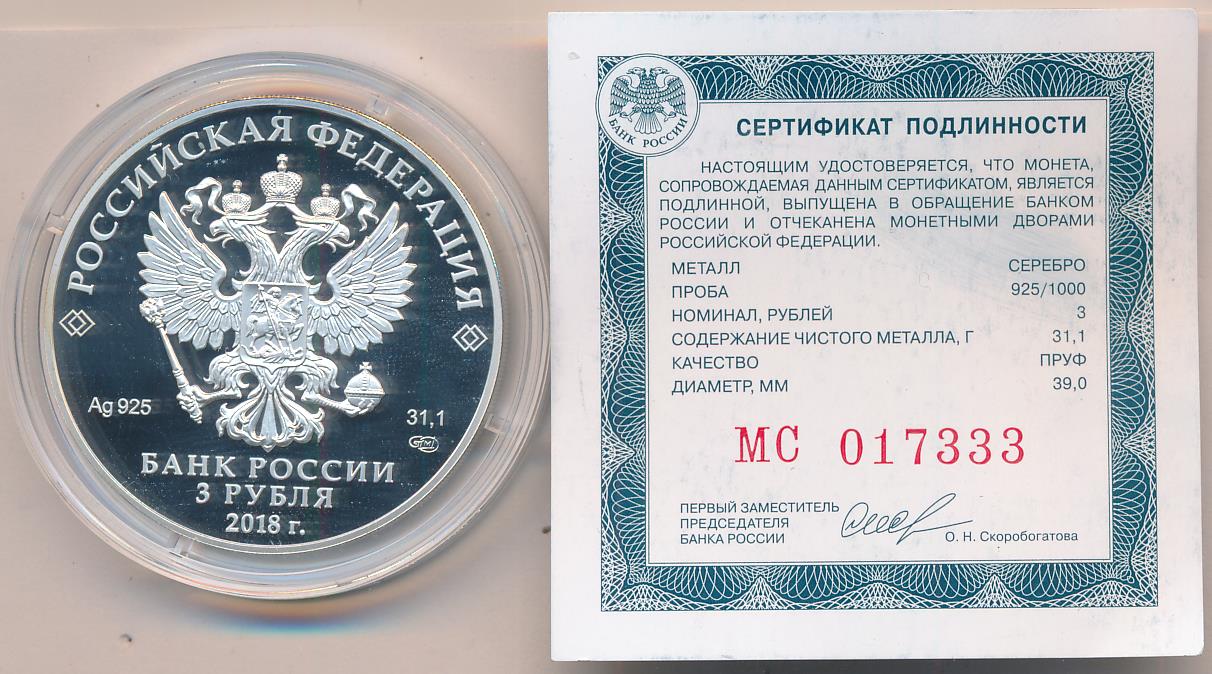 РОССИЙСКАЯ ФЕДЕРАЦИЯ
Ag 925
31,1
БАНК РОССИИ
3 РУБЛЯ
2018 г.
БАНК РОССИИ
СЕРТИФИКАТ ПОДЛИННОСТИ
НАСТОЯЩИМ УДОСТОВЕРЯЕТСЯ, ЧТО МОНЕТА,
СОПРОВОЖДАЕМАЯ ДАННЫМ СЕРТИФИКАТОМ, ЯВЛЯЕТСЯ
ПОДЛИННОЙ, ВЫПУЩЕНА В ОБРАЩЕНИЕ БАНКОМ
РОССИИ И ОТЧЕКАНЕНА МОНЕТНЫМИ ДВОРАМИ
РОССИЙСКОЙ ФЕДЕРАЦИИ.
МЕТАЛЛ СЕРЕБРО
ПРОБА 925/1000
НОМИНАЛ, РУБЛЕЙ 3
СОДЕРЖАНИЕ ЧИСТОГО МЕТАЛЛА, Г 31,1
КАЧЕСТВО ПРУФ
ДИАМЕТР, ММ 39,0
МС 017333
ПЕРВЫЙ ЗАМЕСТИТЕЛЬ
ПРЕДСЕДАТЕЛЯ
БАНКА РОССИИ
О. Н. Скоробогатова